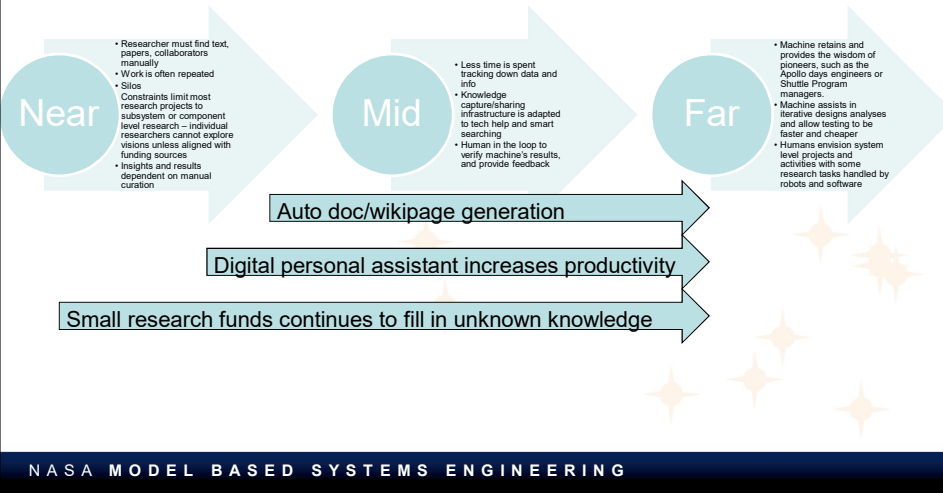 Near
• Researcher must find text,
papers, collaborators
manually
• Work is often repeated
• Silos
Constraints limit most
research projects to
subsystem or component
level research – individual
researchers cannot explore
visions unless aligned with
funding sources
• Insights and results
dependent on manual
curation
Mid
• Less time is spent
tracking down data and
info
• Knowledge
capture/sharing
infrastructure is adapted
to tech help and smart
searching
• Human in the loop to
verify machine's results,
and provide feedback
Far
• Machine retains and
provides the wisdom of
pioneers, such as the
Apollo days engineers or
Shuttle Program
managers.
• Machine assists in
iterative designs analyses
and allow testing to be
faster and cheaper
• Humans envision system
level projects and
activities with some
research tasks handled by
robots and software
Auto doc/wikipage generation
Digital personal assistant increases productivity
Small research funds continues to fill in unknown knowledge
NASA MODEL BASED SYSTEMS ENGINEERING